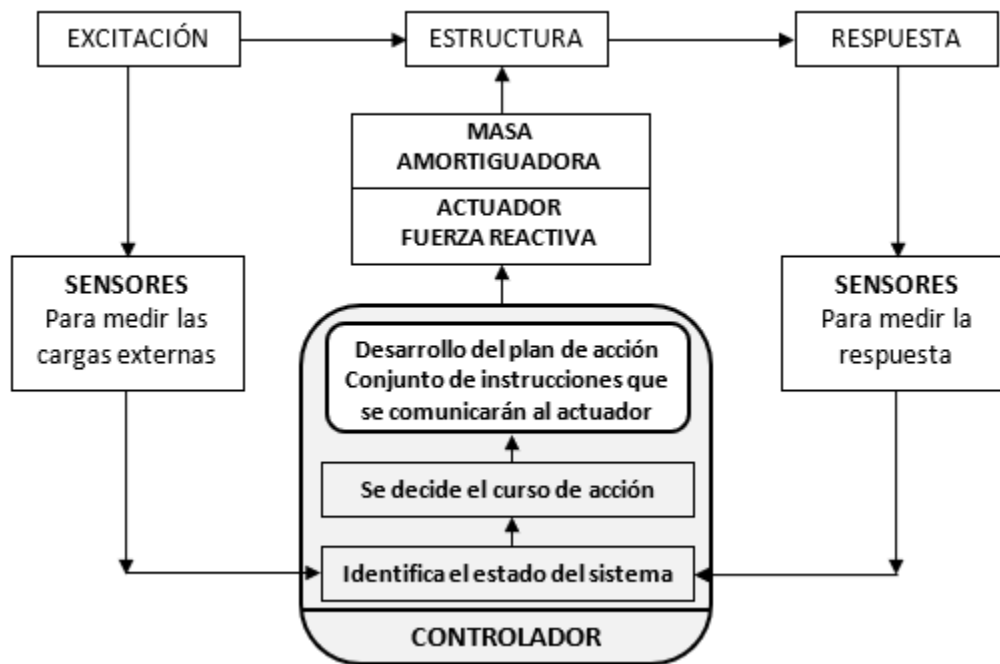 EXCITACIÓN
ESTRUCTURA
RESPUESTA
MASA
AMORTIGUADORA
ACTUADOR
FUERZA REACTIVA
SENSORES
Para medir las
cargas externas
SENSORES
Para medir la
respuesta
Desarrollo del plan de acción
Conjunto de instrucciones que
se comunicarán al actuador
Se decide el curso de acción
Identifica el estado del sistema
CONTROLADOR